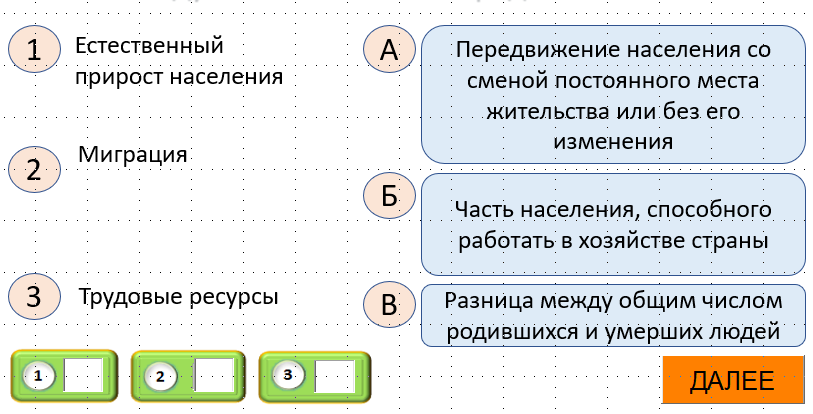 1
Естественный
прирост населения
А
Передвижение населения со
сменой постоянного места
жительства или без его
изменения
2
Миграция
Б
Часть населения, способного
работать в хозяйстве страны
3
Трудовые ресурсы
В
Разница между общим числом
родившихся и умерших людей
1
2
3
ДАЛЕЕ